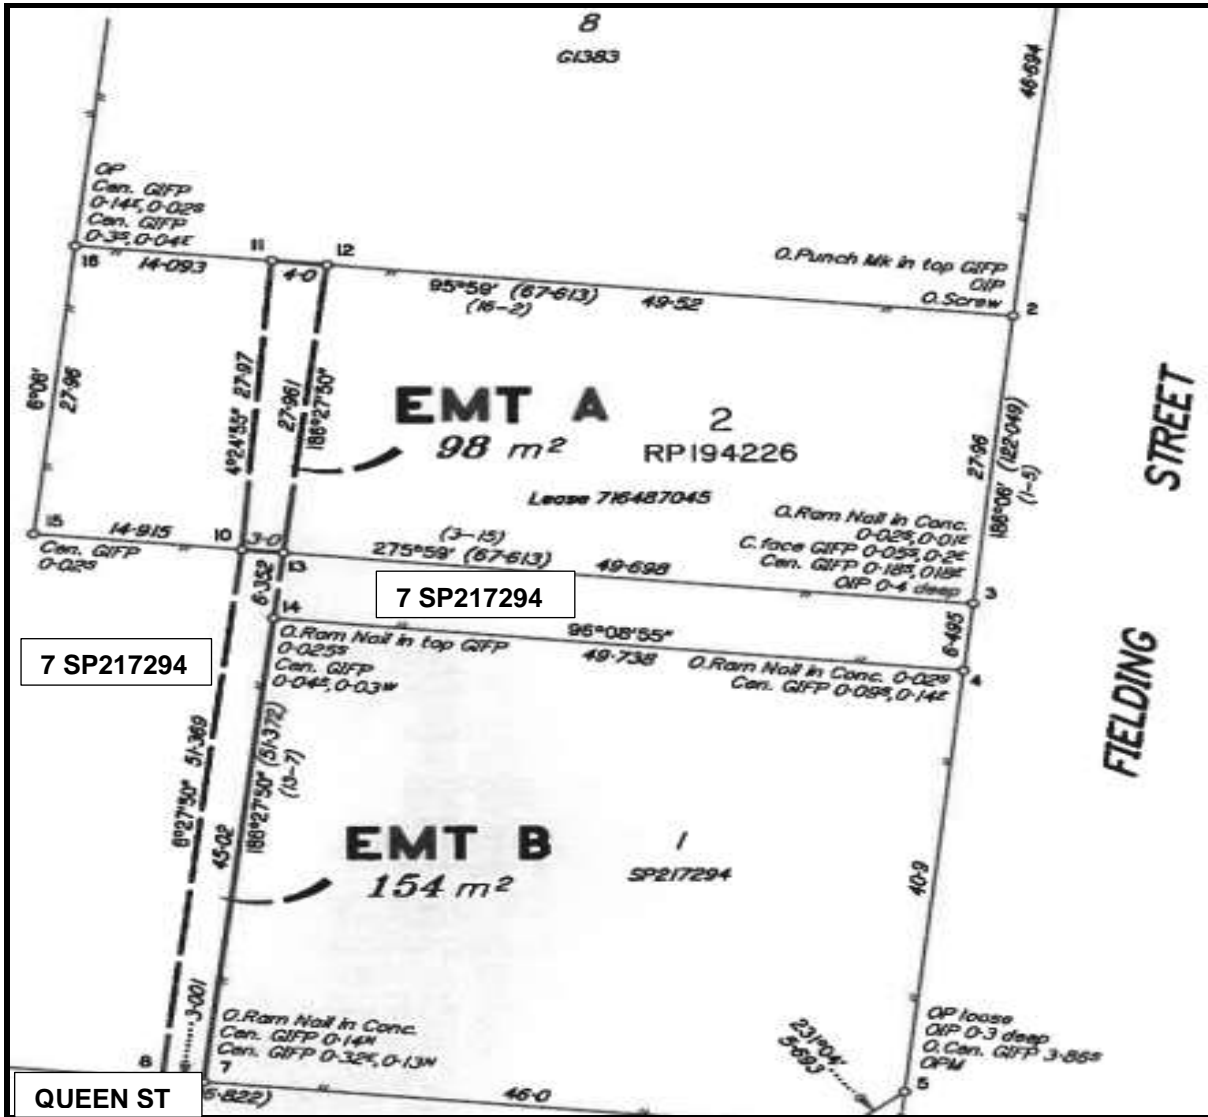 8
G1383
46·694
OP
Cen. GIFP
0·14ᴱ, 0·02ˢ
Cen. GIFP
0·3ˢ, 0·04ᴱ
16
14·093
11
4·0
12
95°59' (67·613)
(16-2)
49·52
O.Punch Mk in top GIFP
OIP
O.Screw
2
6°06'
27·96
4°24'55" 27·97
27·961
186°27'50"
EMT A
98 m²
2
RP194226
Lease 716487045
27·96
186°06' (122·049)
(1-5)
STREET
FIELDING
15
14·915
Cen. GIFP
0·02ˢ
10
3·0
13
(3-15)
275°59' (67·613)
49·698
O.Ram Nail in Conc.
0·02ˢ, 0·01ᴱ
C.face GIFP 0·05ˢ, 0·2ᴱ
Cen. GIFP 0·18ˢ, 018ᴱ
OIP 0·4 deep
3
6·352
7 SP217294
6·495
14
96°08'55"
49·738
O.Ram Nail in top GIFP
0·025ˢ
Cen. GIFP
0·04ˢ, 0·03ᵂ
O.Ram Nail in Conc. 0·02ˢ
Cen. GIFP 0·09ˢ, 0·14ᴱ
4
7 SP217294
6°27'50" 51·369
45·02
186°27'50" (51·372)
(13-7)
EMT B
154 m²
1
SP217294
40·9
3·001
O.Ram Nail in Conc.
Cen. GIFP 0·14ᴺ
Cen. GIFP 0·32ᴱ, 0·13ᴺ
8
7
231°04'
5·693
OP loose
OIP 0·3 deep
O.Cen. GIFP 3·86ˢ
OPM
5
QUEEN ST
5·822)
46·0